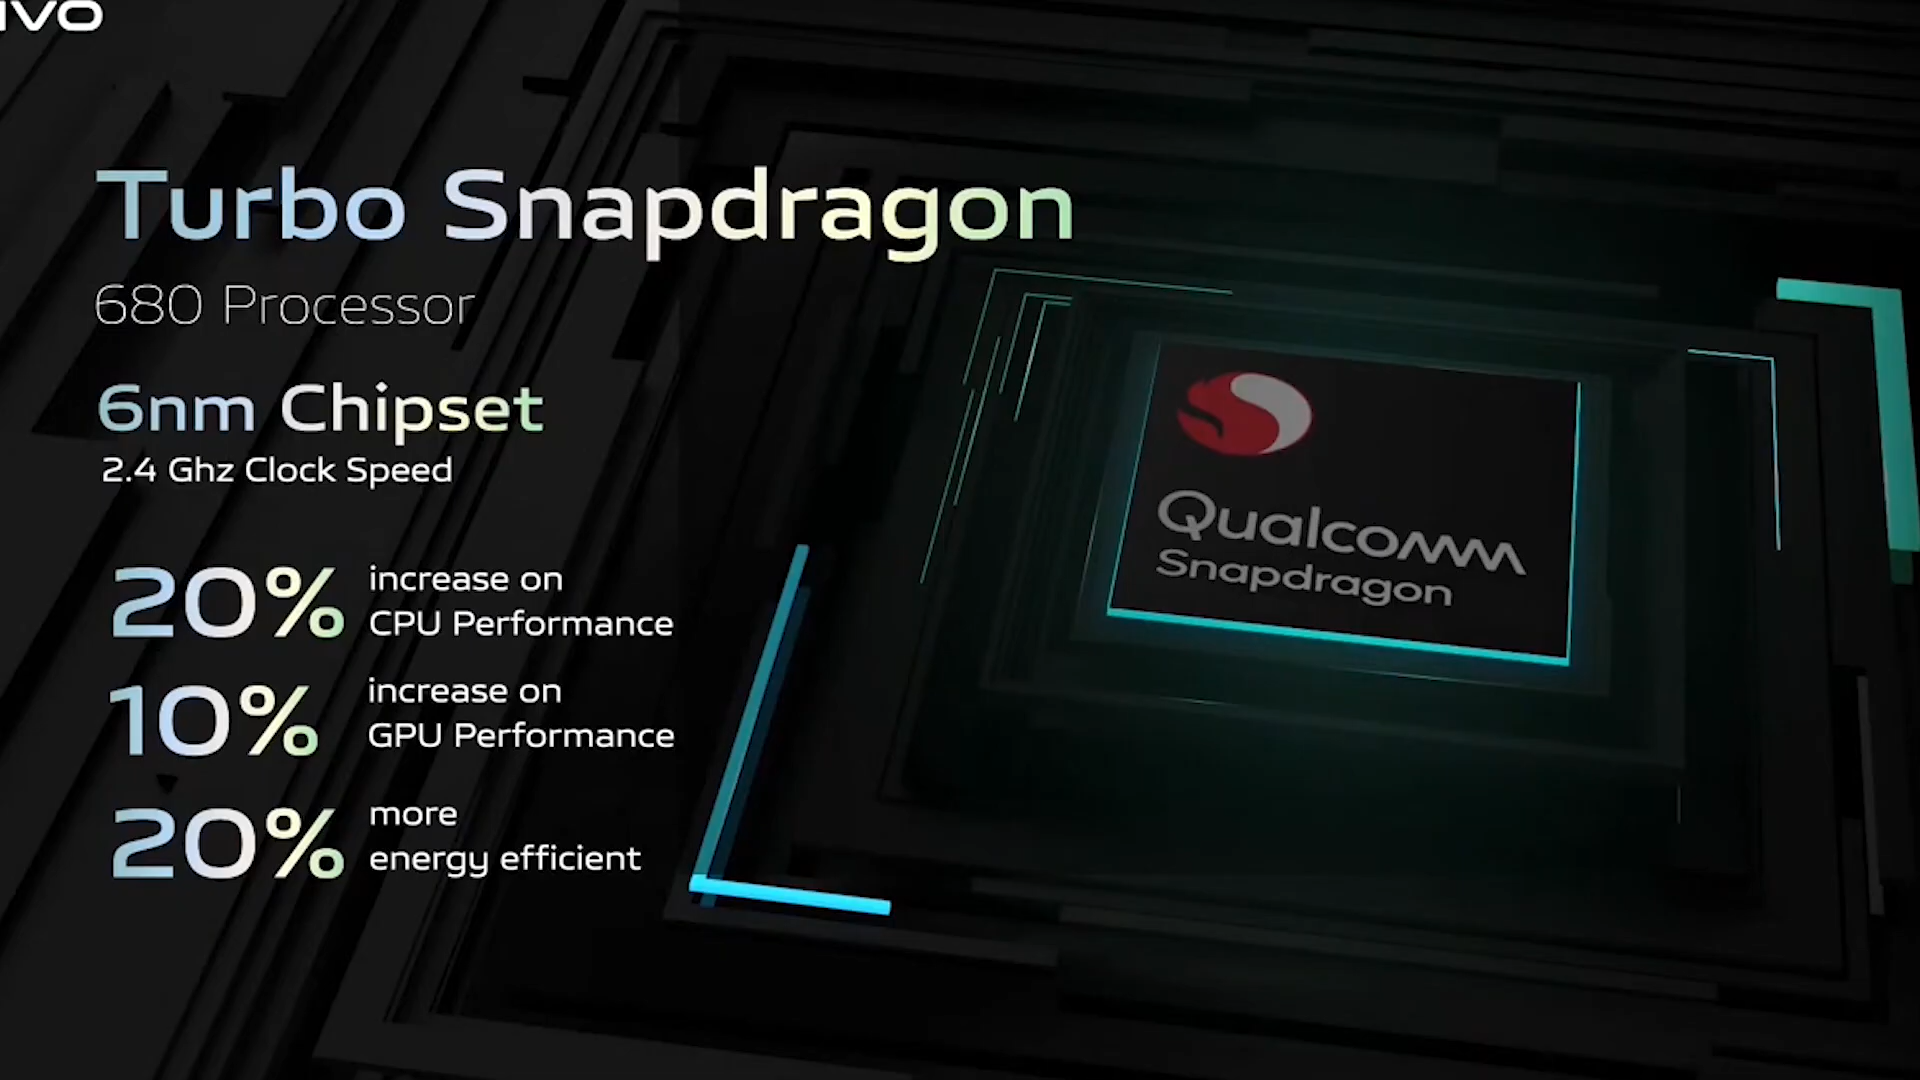 ivo
Turbo Snapdragon
680 Processor
6nm Chipset
2.4 Ghz Clock Speed
20% increase on
CPU Performance
10% increase on
GPU Performance
20% more
energy efficient
Qualcomm
Snapdragon